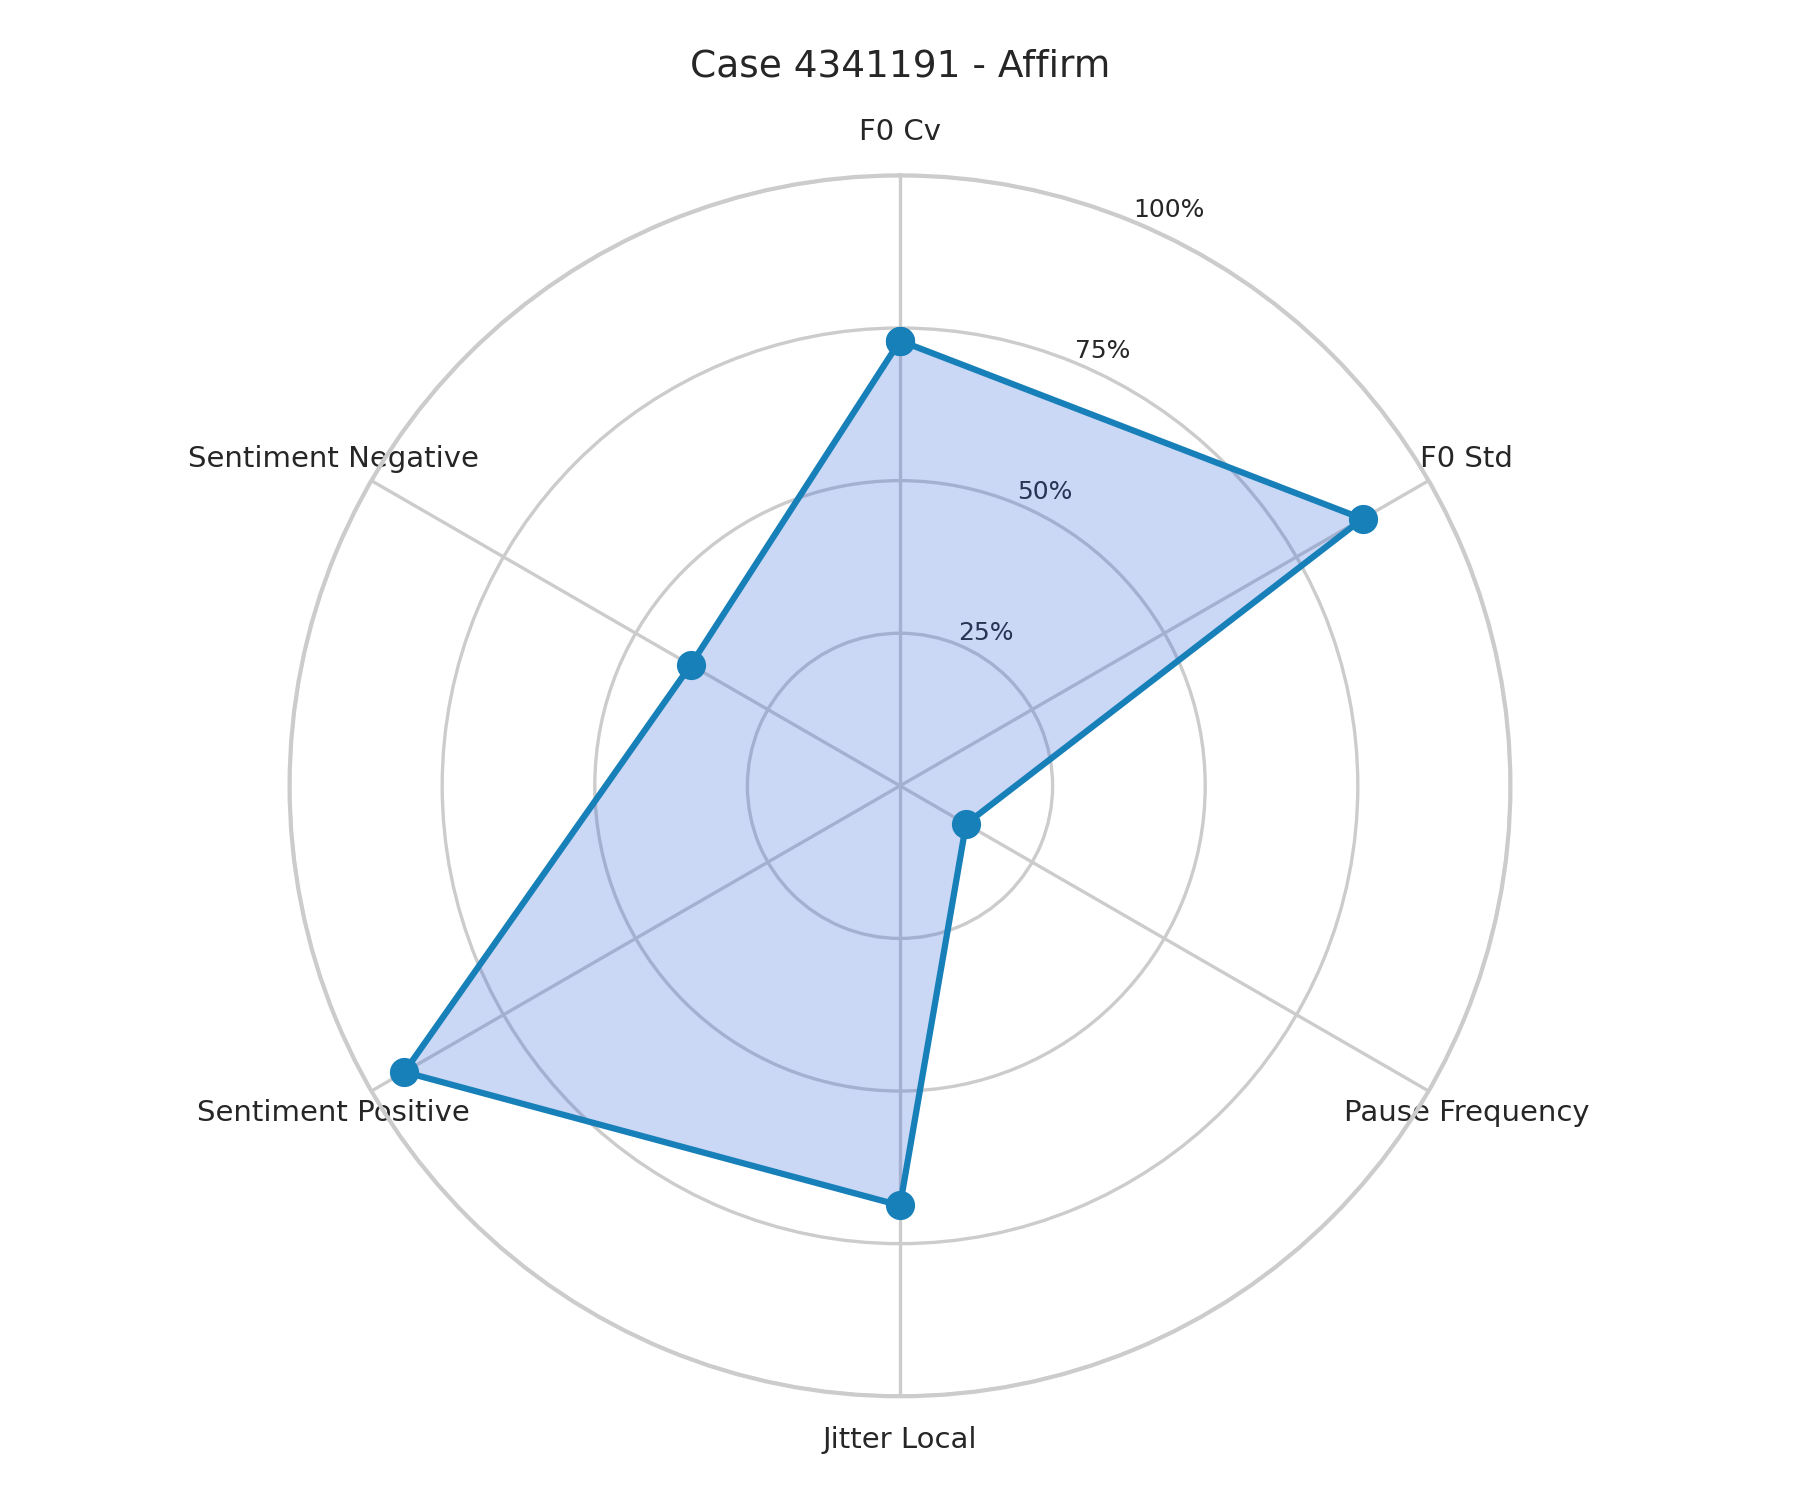 Case 4341191 - Affirm
F0 Cv
100%
75%
Sentiment Negative
F0 Std
50%
25%
Sentiment Positive
Pause Frequency
Jitter Local